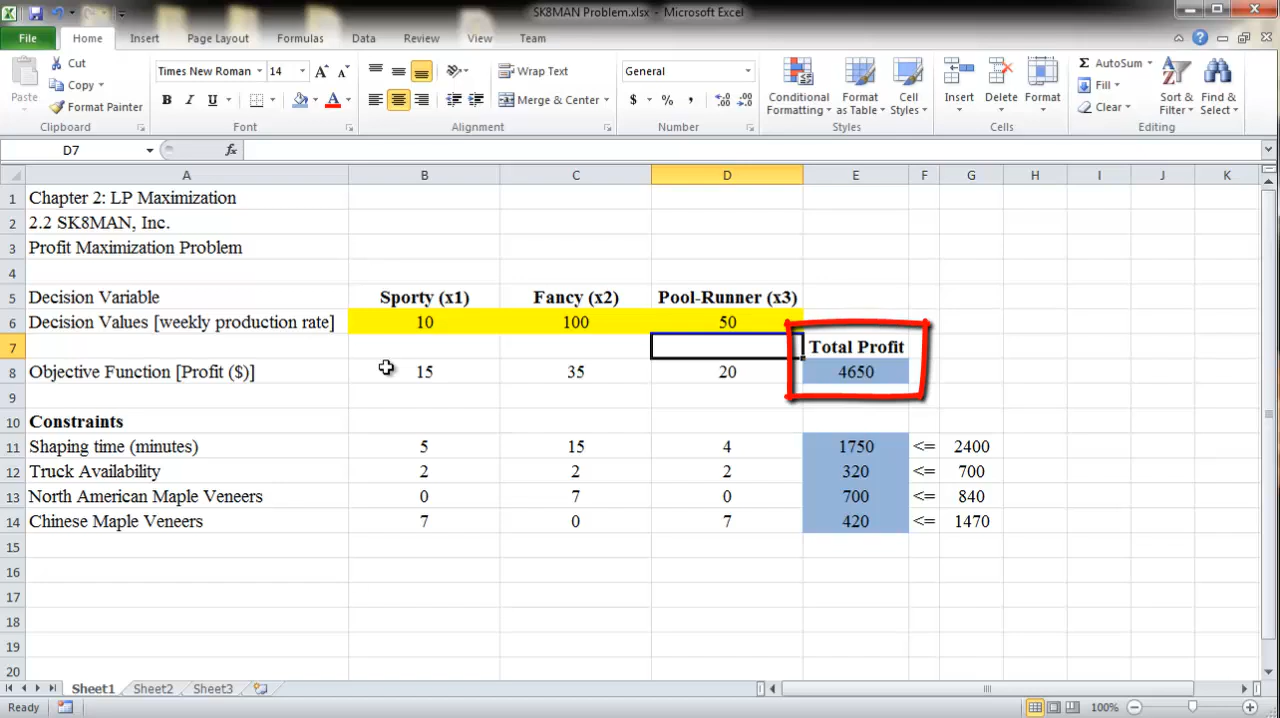 SK8MAN Problem.xlsx - Microsoft Excel
File Home Insert Page Layout Formulas Data Review View Team
Paste Cut Copy Format Painter
Times New Roman 14
B I U
Wrap Text
Merge & Center
General
$ % ,
Conditional Formatting Format as Table Cell Styles
Insert Delete Format
AutoSum Fill Clear
Sort & Filter Find & Select
Clipboard Font Alignment Number Styles Cells Editing
D7 fx
A B C D E F G H I J K
1 Chapter 2: LP Maximization
2 2.2 SK8MAN, Inc.
3 Profit Maximization Problem
4
5 Decision Variable Sporty (x1) Fancy (x2) Pool-Runner (x3)
6 Decision Values [weekly production rate] 10 100 50
7 Total Profit
8 Objective Function [Profit ($)] 15 35 20 4650
9
10 Constraints
11 Shaping time (minutes) 5 15 4 1750 <= 2400
12 Truck Availability 2 2 2 320 <= 700
13 North American Maple Veneers 0 7 0 700 <= 840
14 Chinese Maple Veneers 7 0 7 420 <= 1470
15
16
17
18
19
20
Sheet1 Sheet2 Sheet3
Ready 100%